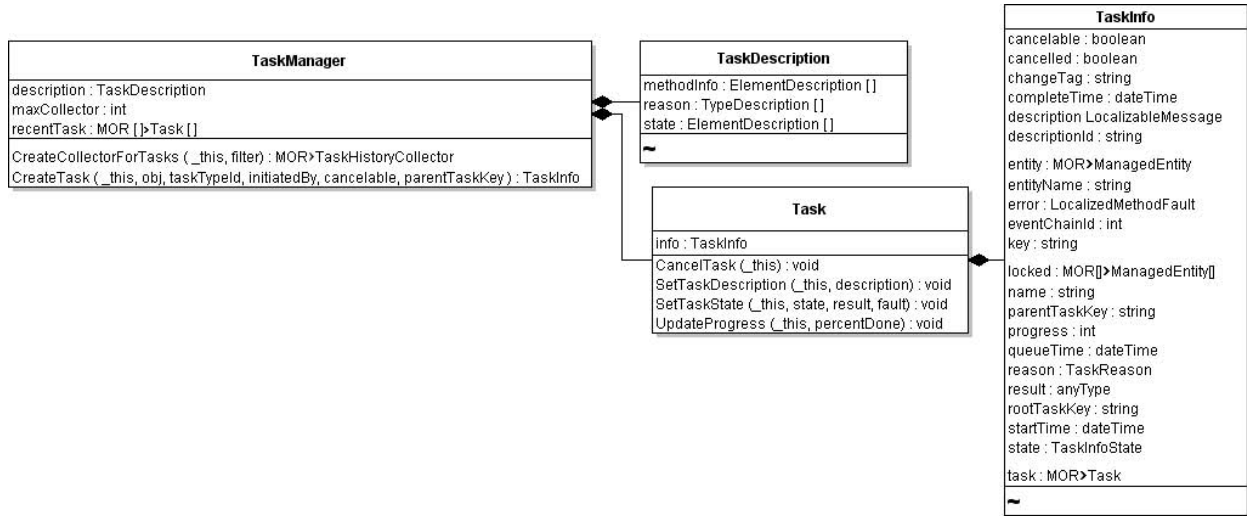 TaskManager
description : TaskDescription
maxCollector : int
recentTask : MOR [ ]>Task [ ]
CreateCollectorForTasks ( _this, filter) : MOR>TaskHistoryCollector
CreateTask ( _this, obj, taskTypeId, initiatedBy, cancelable, parentTaskKey ) : TaskInfo
TaskDescription
methodInfo : ElementDescription [ ]
reason : TypeDescription [ ]
state : ElementDescription [ ]
~
Task
info : TaskInfo
CancelTask (_this) : void
SetTaskDescription (_this, description) : void
SetTaskState (_this, state, result, fault) : void
UpdateProgress (_this, percentDone) : void
TaskInfo
cancelable : boolean
cancelled : boolean
changeTag : string
completeTime : dateTime
description LocalizableMessage
descriptionId : string
entity : MOR>ManagedEntity
entityName : string
error : LocalizedMethodFault
eventChainId : int
key : string
locked : MOR[]>ManagedEntity[]
name : string
parentTaskKey : string
progress : int
queueTime : dateTime
reason : TaskReason
result : anyType
rootTaskKey : string
startTime : dateTime
state : TaskInfoState
task : MOR>Task
~